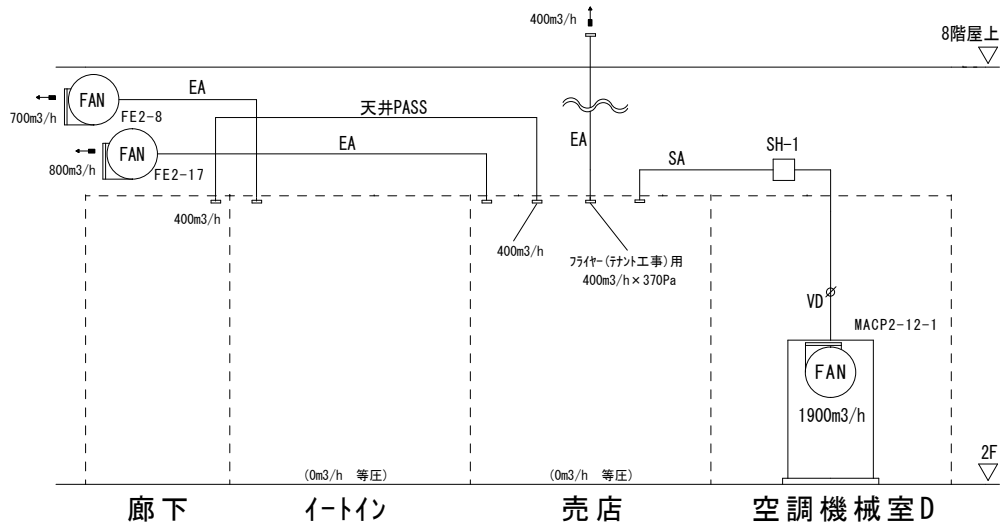 400m3/h
8階屋上
FAN
EA
700m3/h
FE2-8
天井PASS
FAN
EA
800m3/h
FE2-17
EA
SA
SH-1
400m3/h
400m3/h
フライヤー(テナント工事)用
400m3/h×370Pa
VD
MACP2-12-1
FAN
1900m3/h
2F
(0m3/h 等圧)
(0m3/h 等圧)
廊下
イートイン
売店
空調機械室D